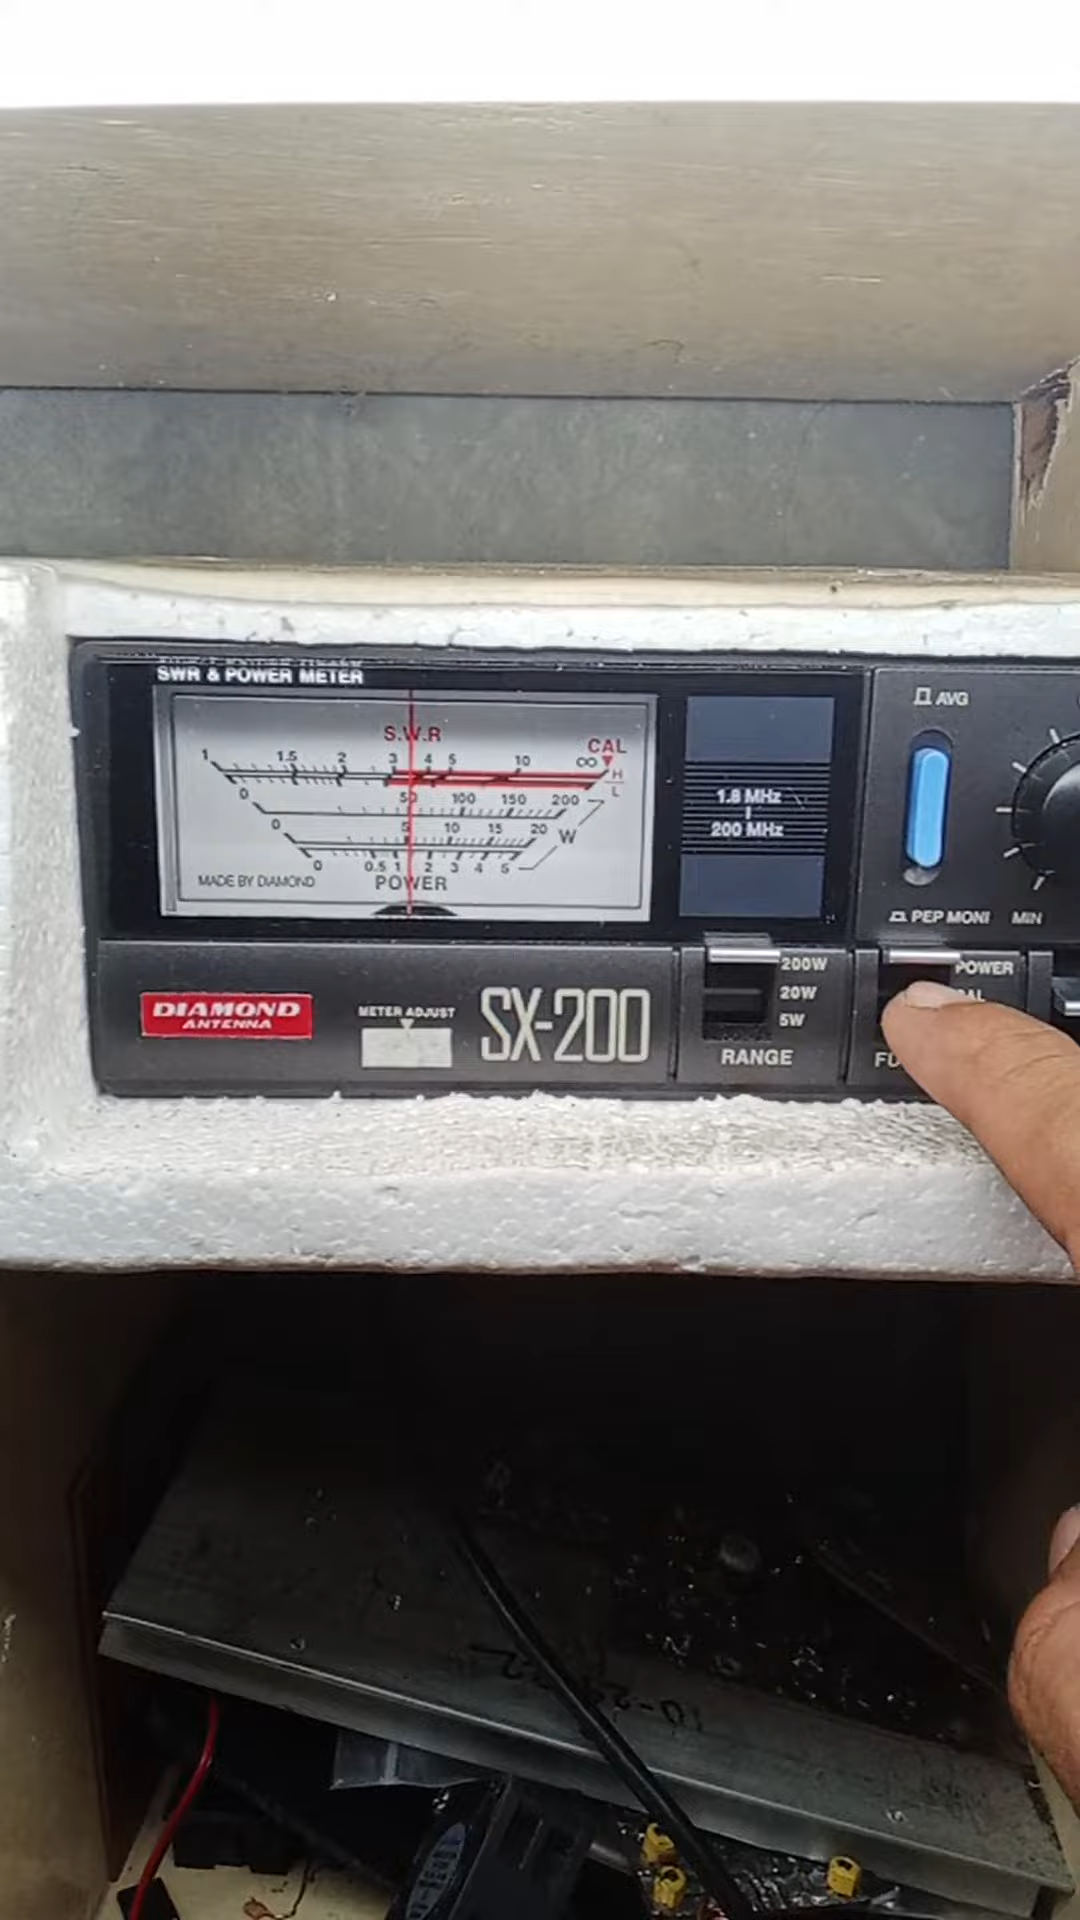 SWR & POWER METER
S.W.R
CAL
1 1.5 2 3 4 5 10 ∞
H
L
0 50 100 150 200
0 5 10 15 20
W
0 0.5 1 2 3 4 5
MADE BY DIAMOND
POWER
1.8 MHz
200 MHz
AVG
PEP MONI
MIN
DIAMOND
ANTENNA
METER ADJUST
SX-200
200W
20W
5W
RANGE
POWER